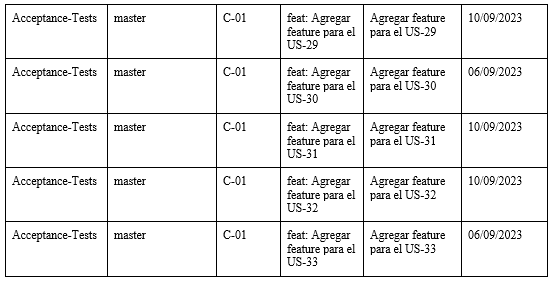 Acceptance-Tests master C-01 feat: Agregar Agregar feature 10/09/2023
feature para el para el US-29
US-29
Acceptance-Tests master C-01 feat: Agregar Agregar feature 06/09/2023
feature para el para el US-30
US-30
Acceptance-Tests master C-01 feat: Agregar Agregar feature 10/09/2023
feature para el para el US-31
US-31
Acceptance-Tests master C-01 feat: Agregar Agregar feature 10/09/2023
feature para el para el US-32
US-32
Acceptance-Tests master C-01 feat: Agregar Agregar feature 06/09/2023
feature para el para el US-33
US-33